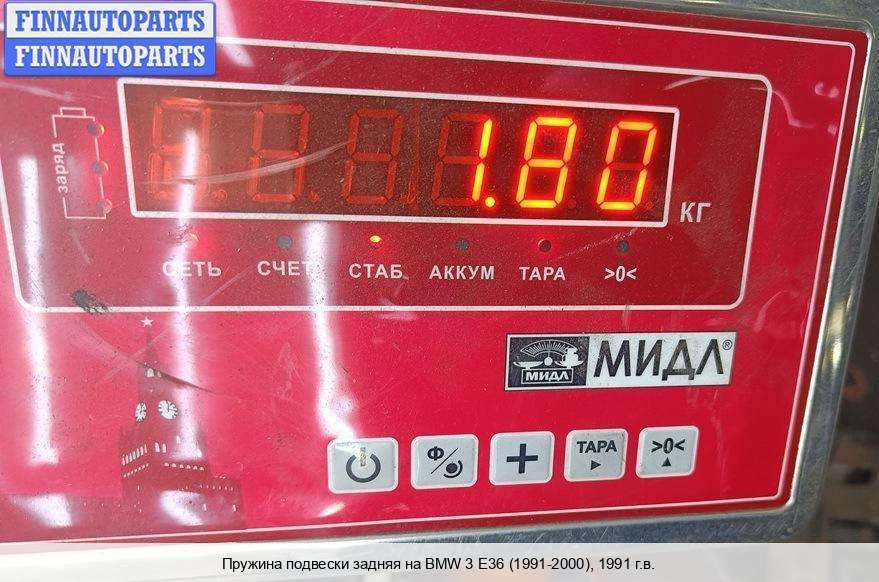 FINNAUTOPARTS
FINNAUTOPARTS
заряд
1.80
КГ
СЕТЬ СЧЕТ СТАБ. АККУМ ТАРА >0<
МИДЛ МИДЛ®
Ф + ТАРА >0<
Пружина подвески задняя на BMW 3 E36 (1991-2000), 1991 г.в.